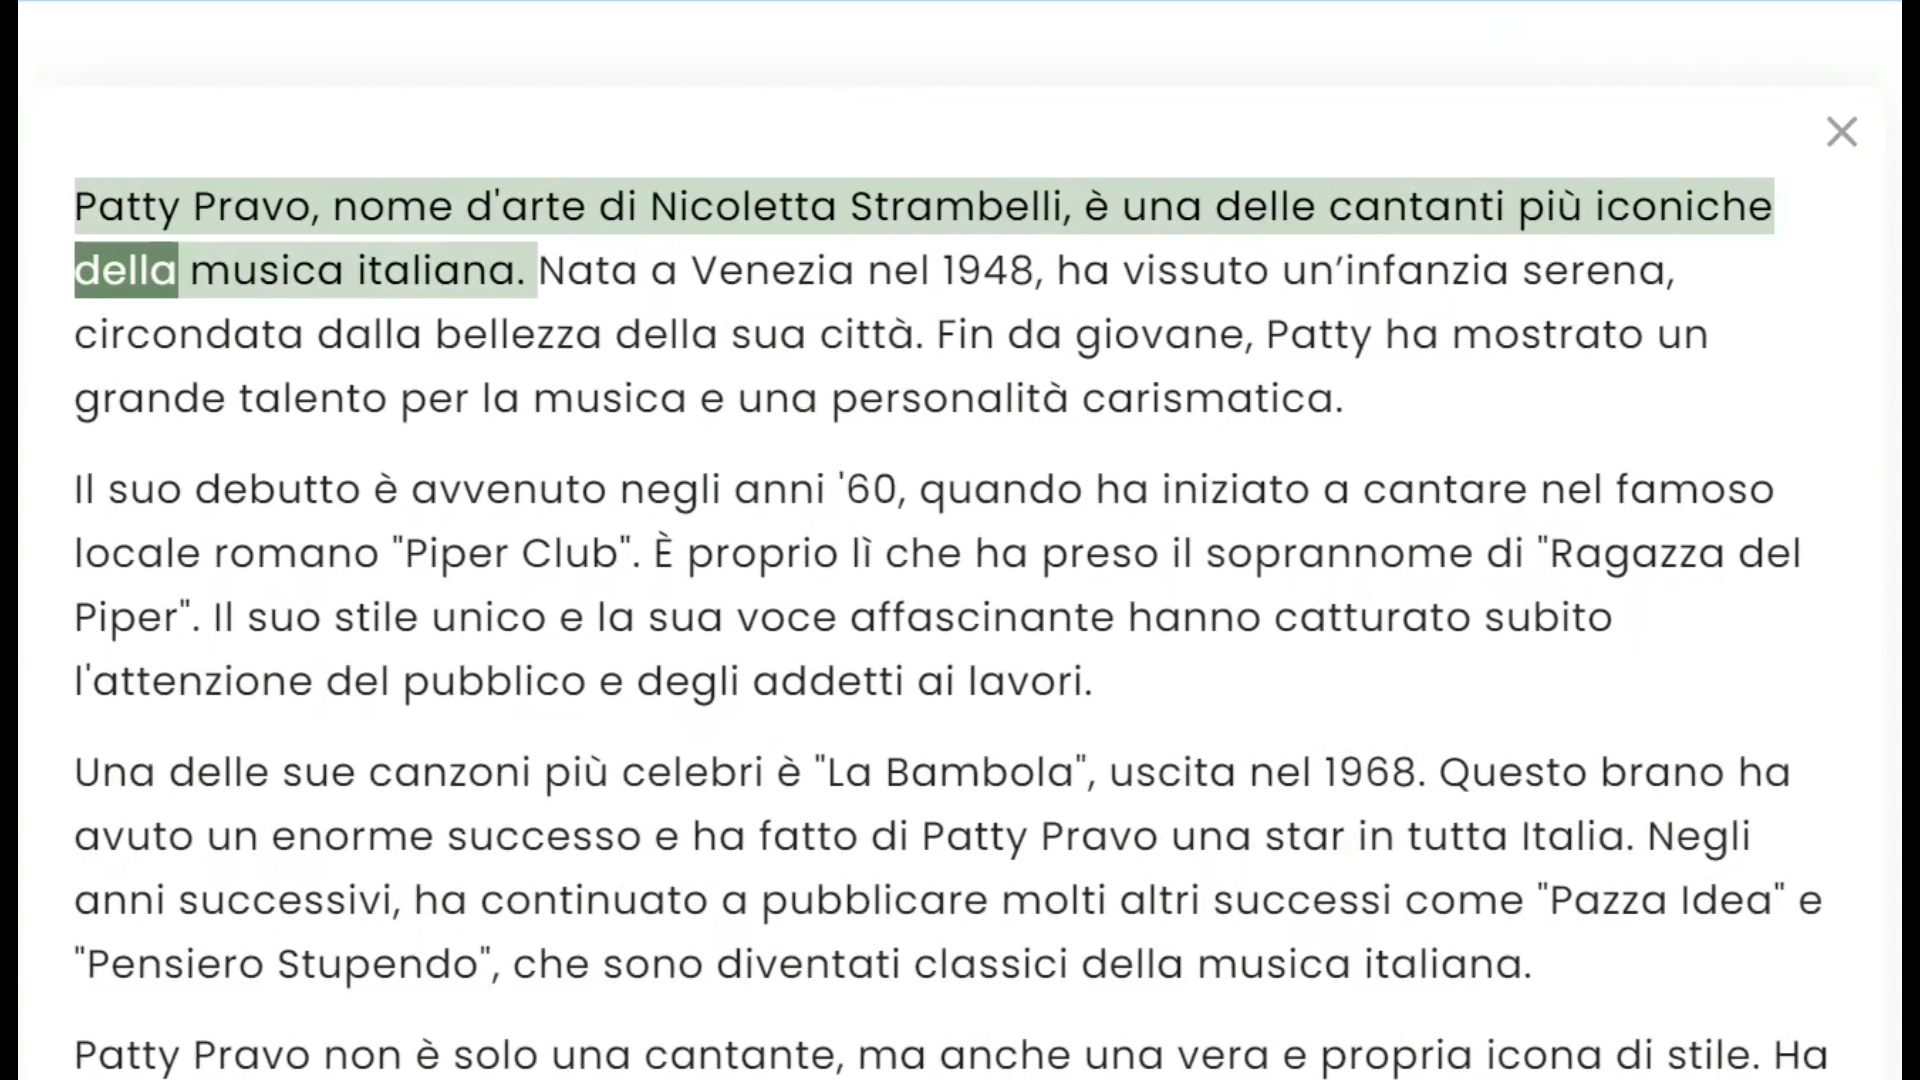 Patty Pravo, nome d'arte di Nicoletta Strambelli, è una delle cantanti più iconiche
della musica italiana. Nata a Venezia nel 1948, ha vissuto un’infanzia serena,
circondata dalla bellezza della sua città. Fin da giovane, Patty ha mostrato un
grande talento per la musica e una personalità carismatica.
Il suo debutto è avvenuto negli anni '60, quando ha iniziato a cantare nel famoso
locale romano "Piper Club". È proprio lì che ha preso il soprannome di "Ragazza del
Piper". Il suo stile unico e la sua voce affascinante hanno catturato subito
l'attenzione del pubblico e degli addetti ai lavori.
Una delle sue canzoni più celebri è "La Bambola", uscita nel 1968. Questo brano ha
avuto un enorme successo e ha fatto di Patty Pravo una star in tutta Italia. Negli
anni successivi, ha continuato a pubblicare molti altri successi come "Pazza Idea" e
"Pensiero Stupendo", che sono diventati classici della musica italiana.
Patty Pravo non è solo una cantante, ma anche una vera e propria icona di stile. Ha